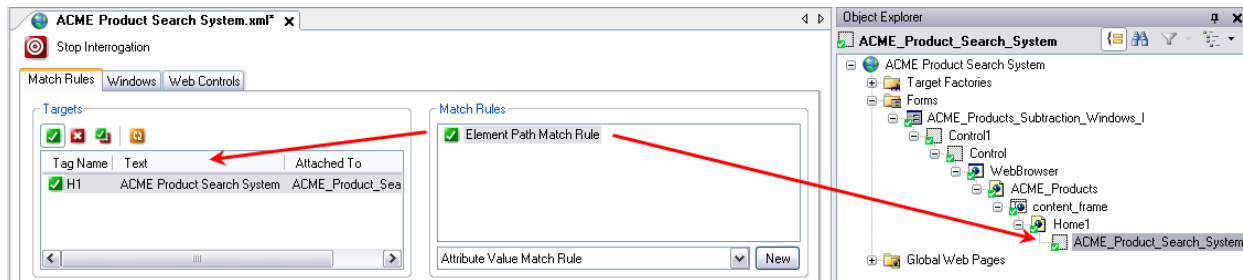 ACME Product Search System.xml*
Stop Interrogation
Match Rules Windows Web Controls
Targets
Tag Name Text Attached To
H1 ACME Product Search System ACME_Product_Sea
Match Rules
Element Path Match Rule
Attribute Value Match Rule New
Object Explorer
ACME_Product_Search_System
ACME Product Search System
Target Factories
Forms
ACME_Products_Subtraction_Windows_I
Control1
Control
WebBrowser
ACME_Products
content_frame
Home1
ACME_Product_Search_System
Global Web Pages